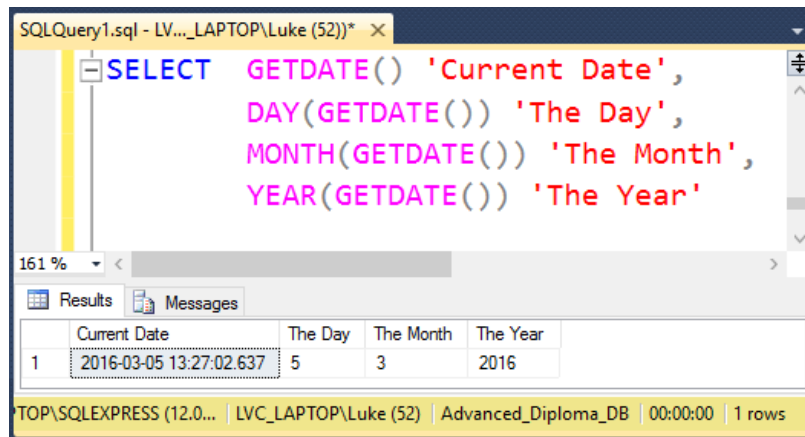 SQLQuery1.sql - LV..._LAPTOP\Luke (52))*
SELECT GETDATE() 'Current Date',
DAY(GETDATE()) 'The Day',
MONTH(GETDATE()) 'The Month',
YEAR(GETDATE()) 'The Year'
161 %
Results Messages
Current Date The Day The Month The Year
1 2016-03-05 13:27:02.637 5 3 2016
TOP\SQLEXPRESS (12.0... LVC_LAPTOP\Luke (52) Advanced_Diploma_DB 00:00:00 1 rows